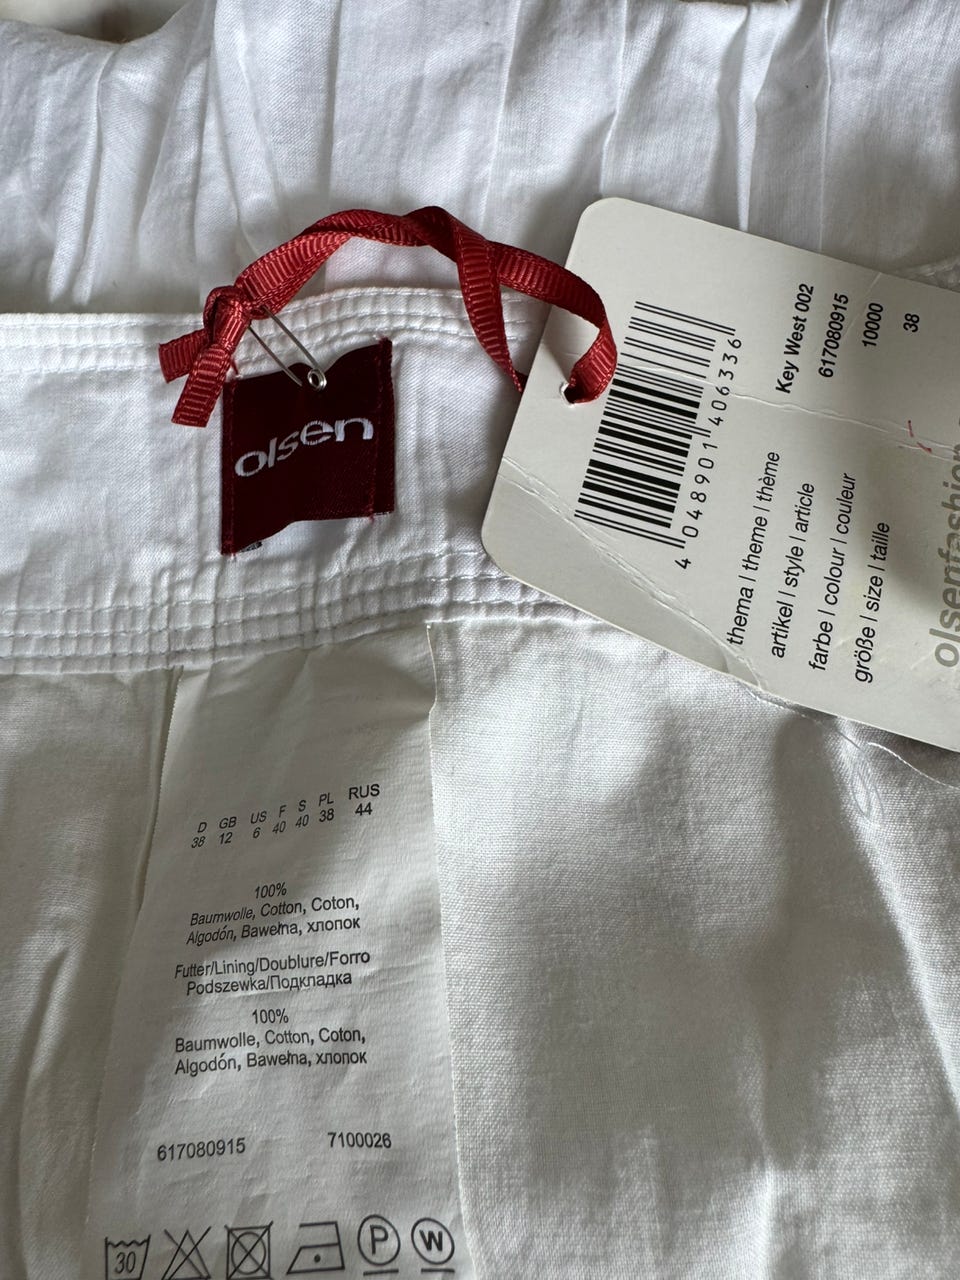 olsen
4 048901 406336
thema | theme | thème Key West 002
artikel | style | article 617080915
farbe | colour | couleur 10000
größe | size | taille 38
olsenfashion
D GB US F S PL RUS
38 12 6 40 40 38 44
100%
Baumwolle, Cotton, Coton,
Algodón, Bawełna, хлопок
Futter/Lining/Doublure/Forro
Podszewka/Подкладка
100%
Baumwolle, Cotton, Coton,
Algodón, Bawełna, хлопок
617080915 7100026
30 P W